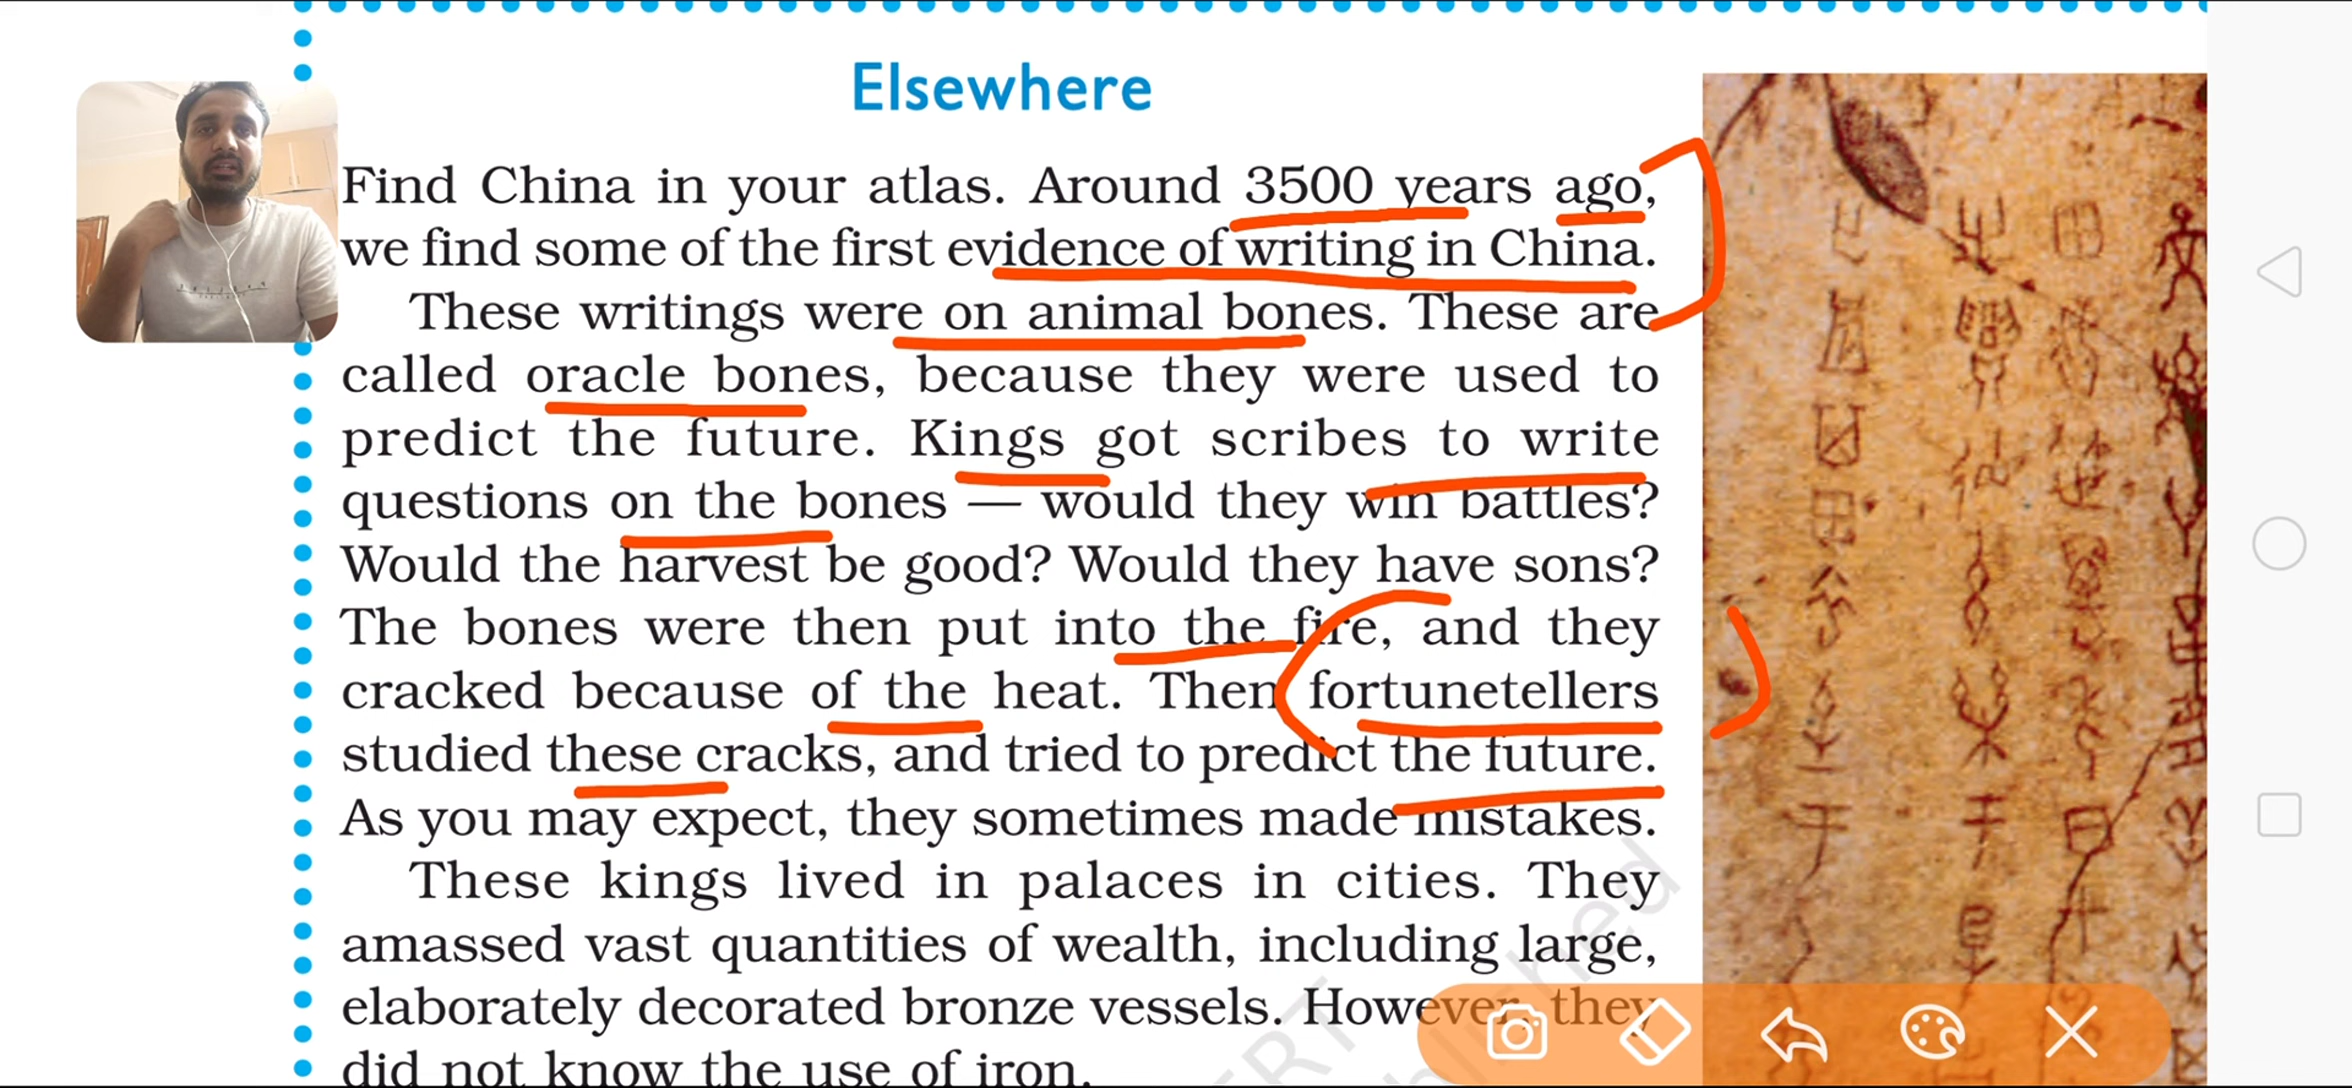 Elsewhere
Find China in your atlas. Around 3500 years ago,
we find some of the first evidence of writing in China.
These writings were on animal bones. These are
called oracle bones, because they were used to
predict the future. Kings got scribes to write
questions on the bones — would they win battles?
Would the harvest be good? Would they have sons?
The bones were then put into the fire, and they
cracked because of the heat. Then fortunetellers
studied these cracks, and tried to predict the future.
As you may expect, they sometimes made mistakes.
These kings lived in palaces in cities. They
amassed vast quantities of wealth, including large,
elaborately decorated bronze vessels. However, they
did not know the use of iron.